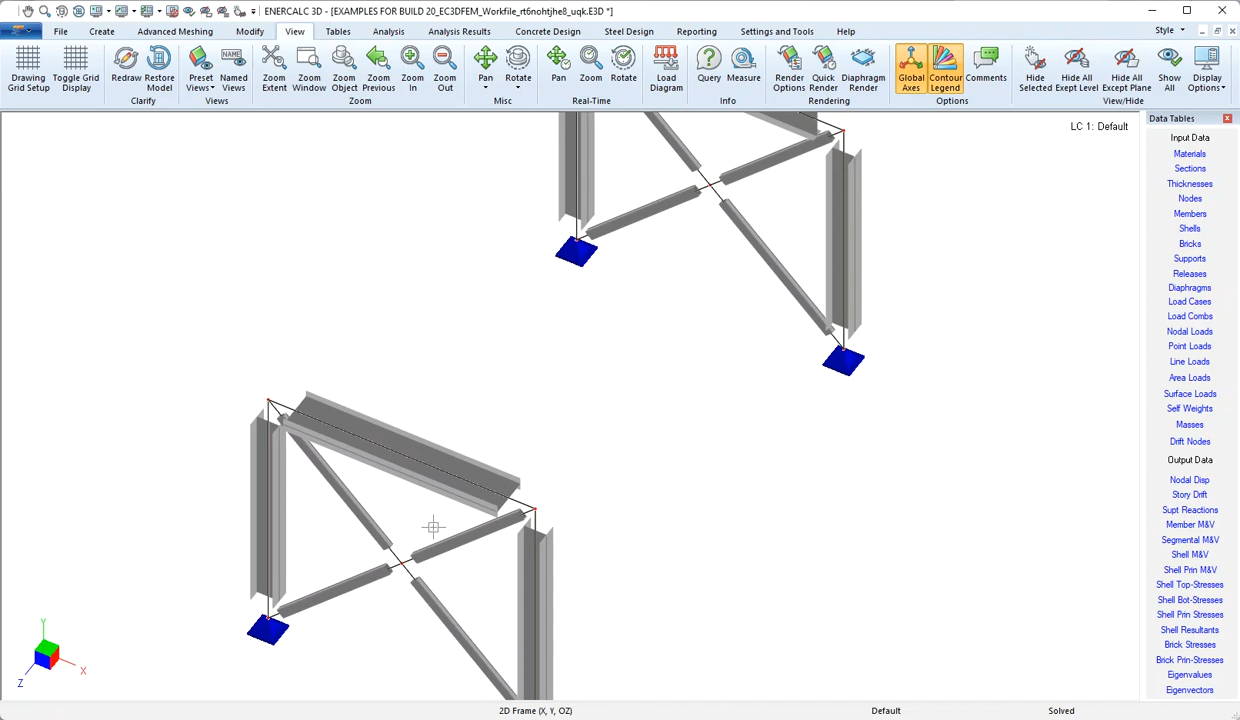 ENERCALC 3D - [EXAMPLES FOR BUILD 20_EC3DFEM_Workfile_rt6nohtjhe8_uqk.E3D *]
File Create Advanced Meshing Modify View Tables Analysis Analysis Results Concrete Design Steel Design Reporting Settings and Tools Help Style
Drawing Grid Setup
Toggle Grid Display
Redraw
Restore Model
Preset Views
Named Views
Zoom Extent
Zoom Window
Zoom Object
Zoom Previous
Zoom In
Zoom Out
Pan
Rotate
Pan
Zoom
Rotate
Load Diagram
Query
Measure
Render Options
Quick Render
Diaphragm Render
Global Axes
Contour Legend
Comments
Hide Selected
Hide All Exept Level
Hide All Except Plane
Show All
Display Options
Clarify Views Zoom Misc Real-Time Info Rendering Options View/Hide
NAME
LC 1: Default
Data Tables
Input Data
Materials
Sections
Thicknesses
Nodes
Members
Shells
Bricks
Supports
Releases
Diaphragms
Load Cases
Load Combs
Nodal Loads
Point Loads
Line Loads
Area Loads
Surface Loads
Self Weights
Masses
Drift Nodes
Output Data
Nodal Disp
Story Drift
Supt Reactions
Member M&V
Segmental M&V
Shell M&V
Shell Prin M&V
Shell Top-Stresses
Shell Bot-Stresses
Shell Prin Stresses
Shell Resultants
Brick Stresses
Brick Prin-Stresses
Eigenvalues
Eigenvectors
Y
X
Z
2D Frame (X, Y, OZ) Default Solved